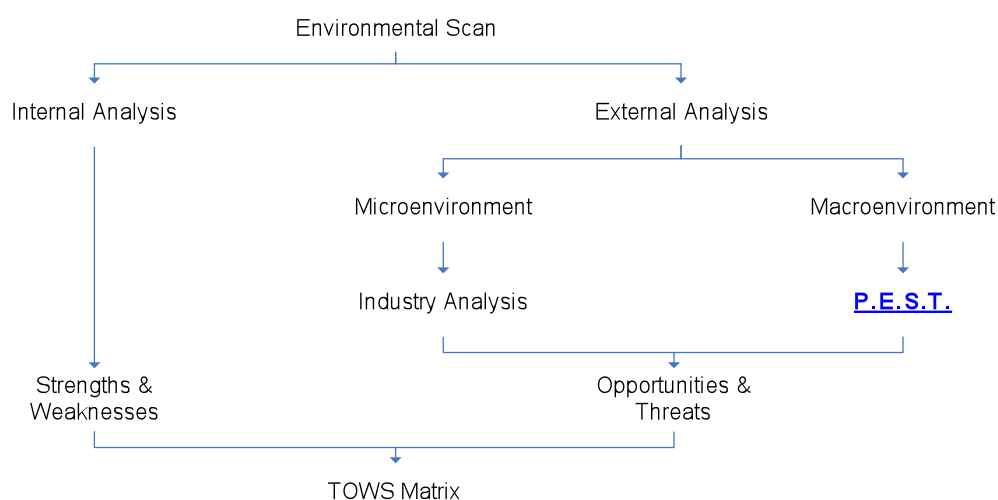 Environmental Scan
Internal Analysis
External Analysis
Microenvironment
Macroenvironment
Industry Analysis
P.E.S.T.
Strengths &
Weaknesses
Opportunities &
Threats
TOWS Matrix